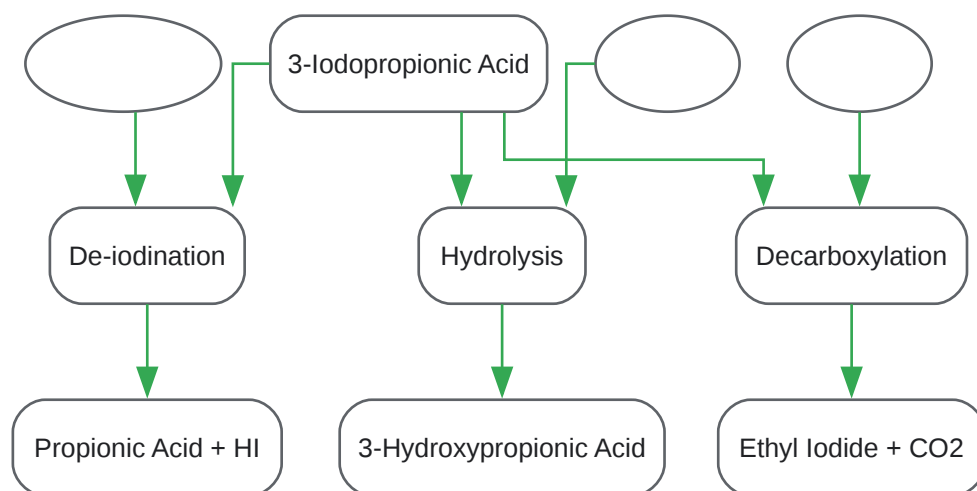 3-Iodopropionic Acid
De-iodination
Hydrolysis
Decarboxylation
Propionic Acid + HI
3-Hydroxypropionic Acid
Ethyl Iodide + CO2